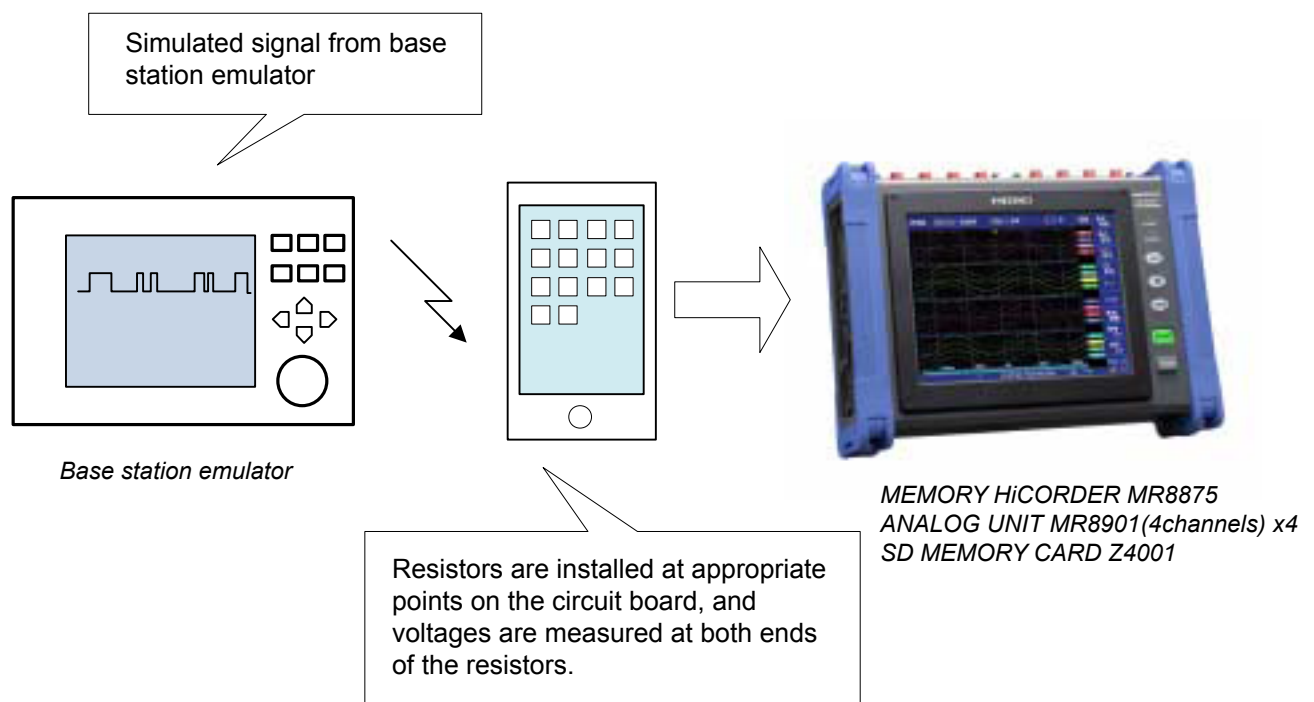 Simulated signal from base
station emulator
HIOKI
Base station emulator
MEMORY HiCORDER MR8875
ANALOG UNIT MR8901(4channels) x4
SD MEMORY CARD Z4001
Resistors are installed at appropriate
points on the circuit board, and
voltages are measured at both ends
of the resistors.